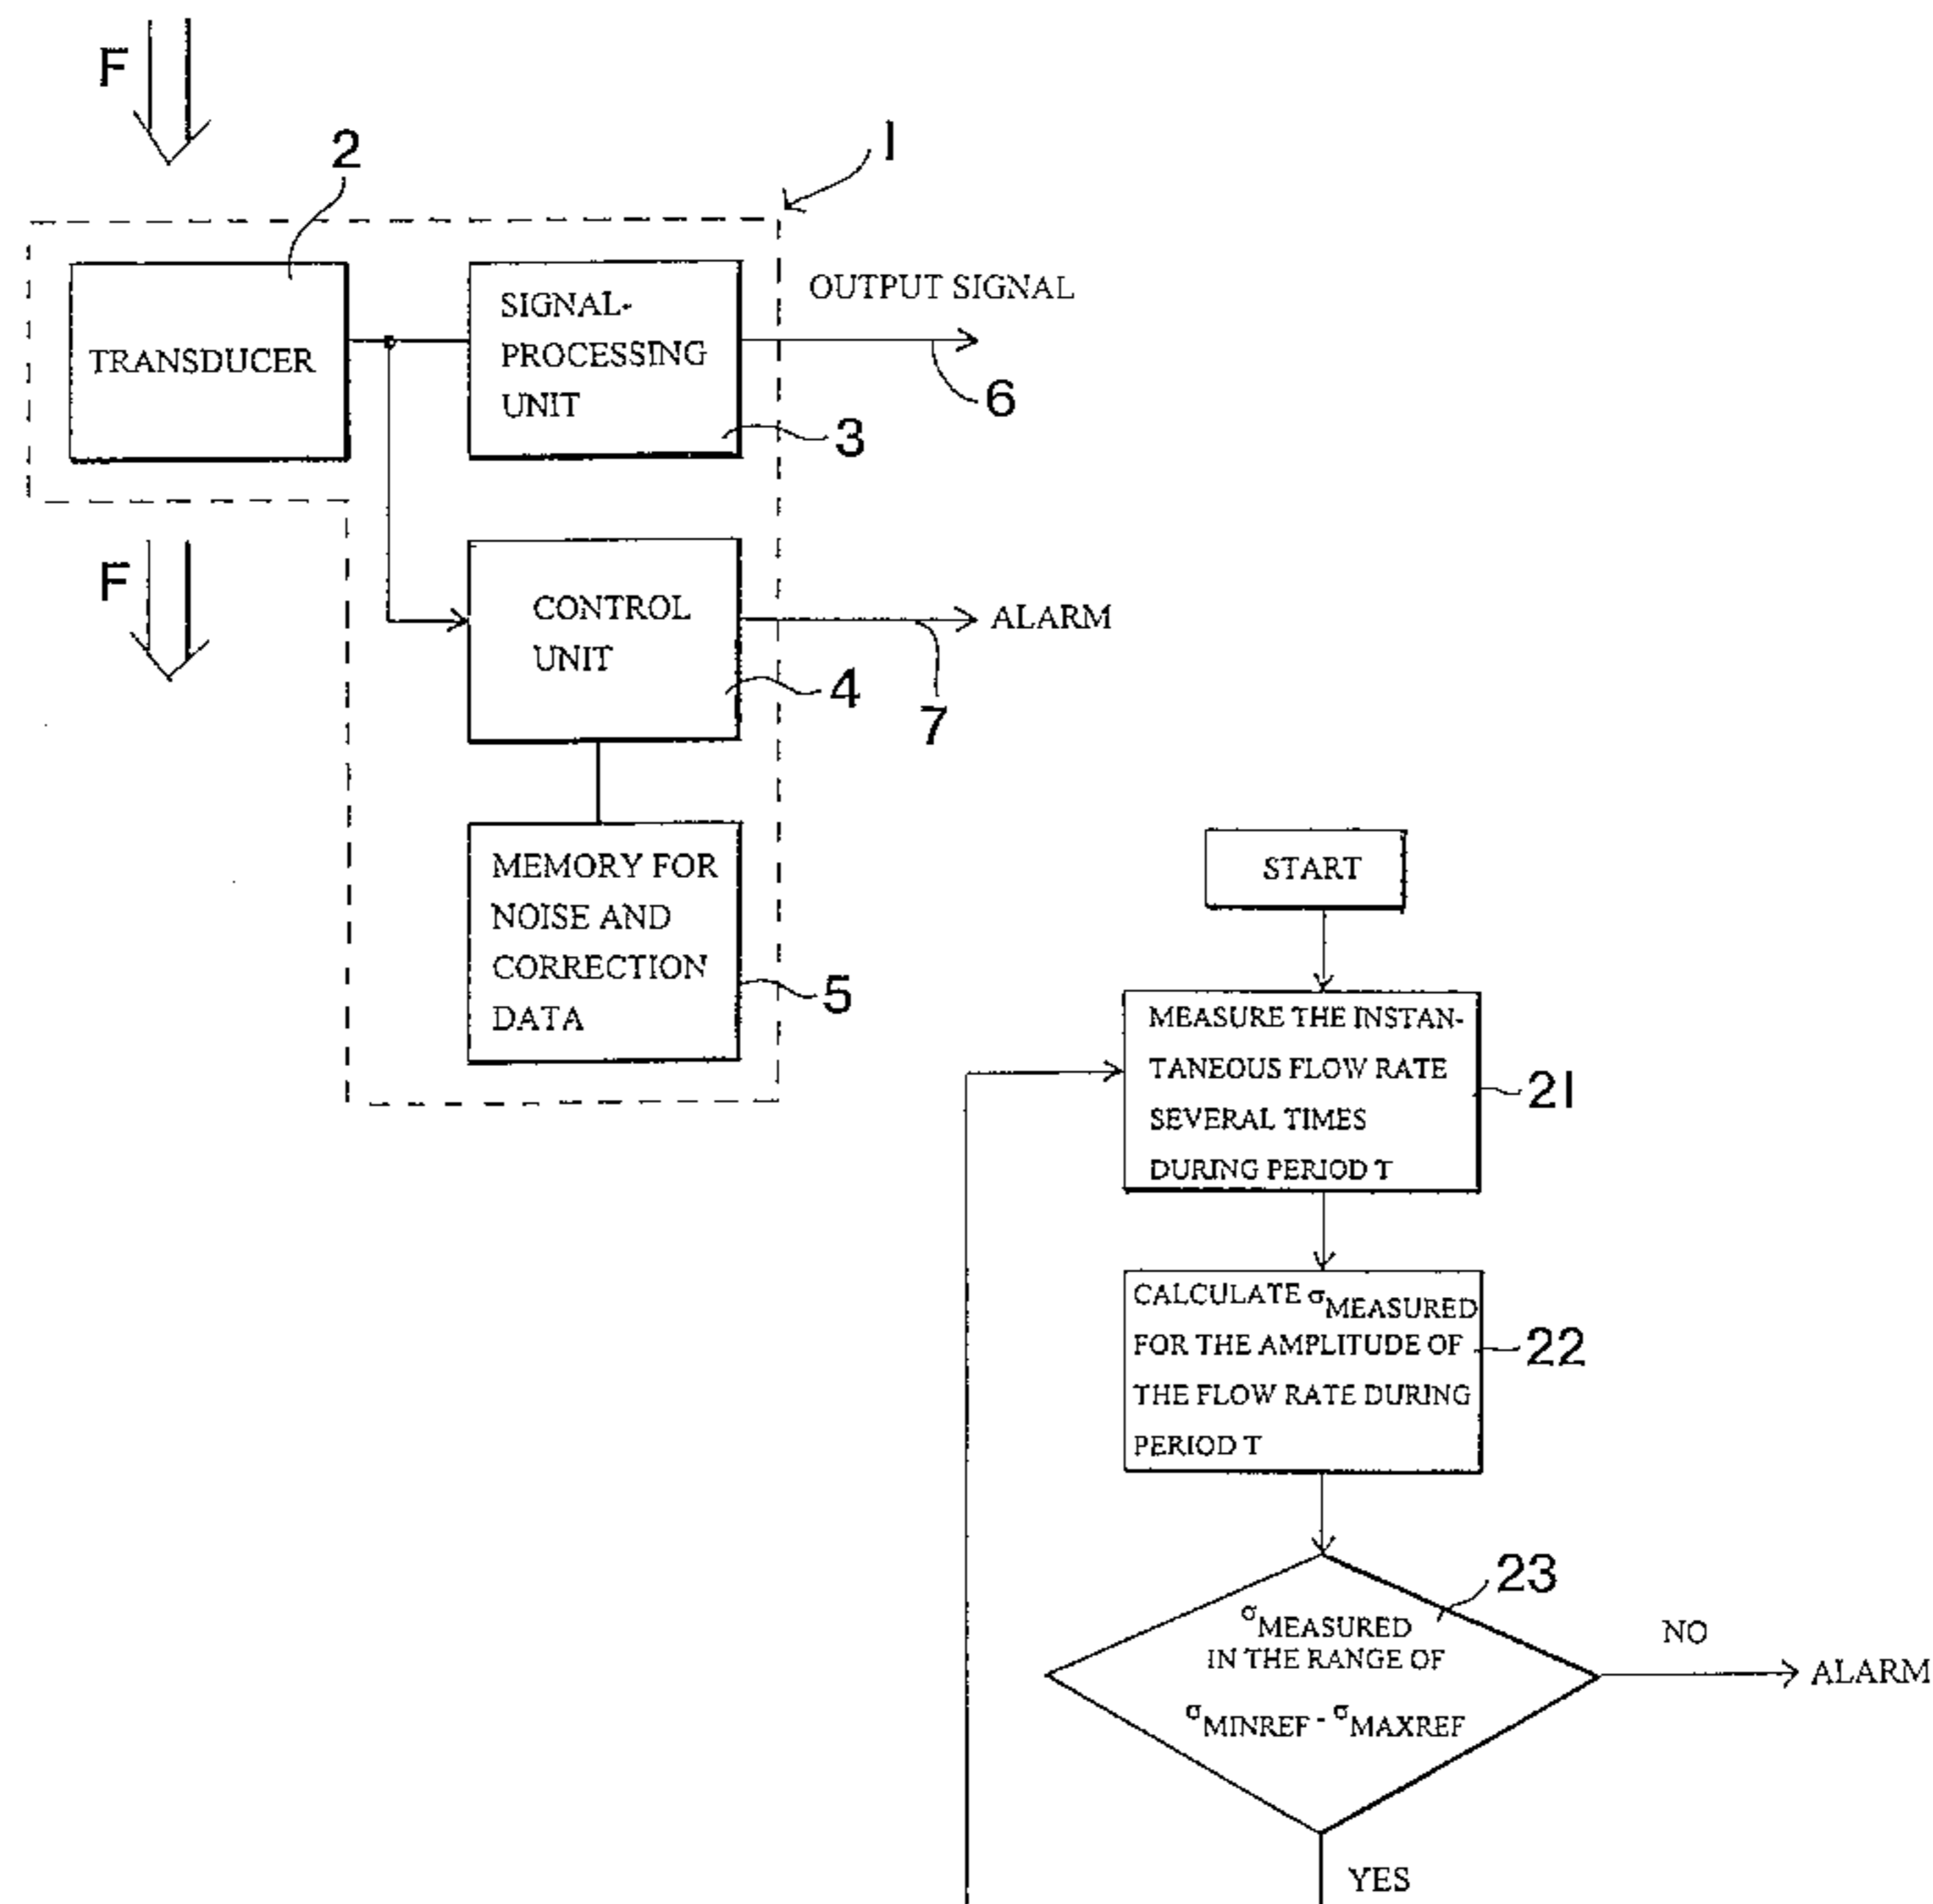 F
2
1
TRANSDUCER
SIGNAL-
PROCESSING
UNIT
3
OUTPUT SIGNAL
6
F
CONTROL
UNIT
4
ALARM
7
MEMORY FOR
NOISE AND
CORRECTION
DATA
5
START
MEASURE THE INSTAN-
TANEOUS FLOW RATE
SEVERAL TIMES
DURING PERIOD T
21
CALCULATE σMEASURED
FOR THE AMPLITUDE OF
THE FLOW RATE DURING
PERIOD T
22
23
σMEASURED
IN THE RANGE OF
σMINREF - σMAXREF
NO
ALARM
YES